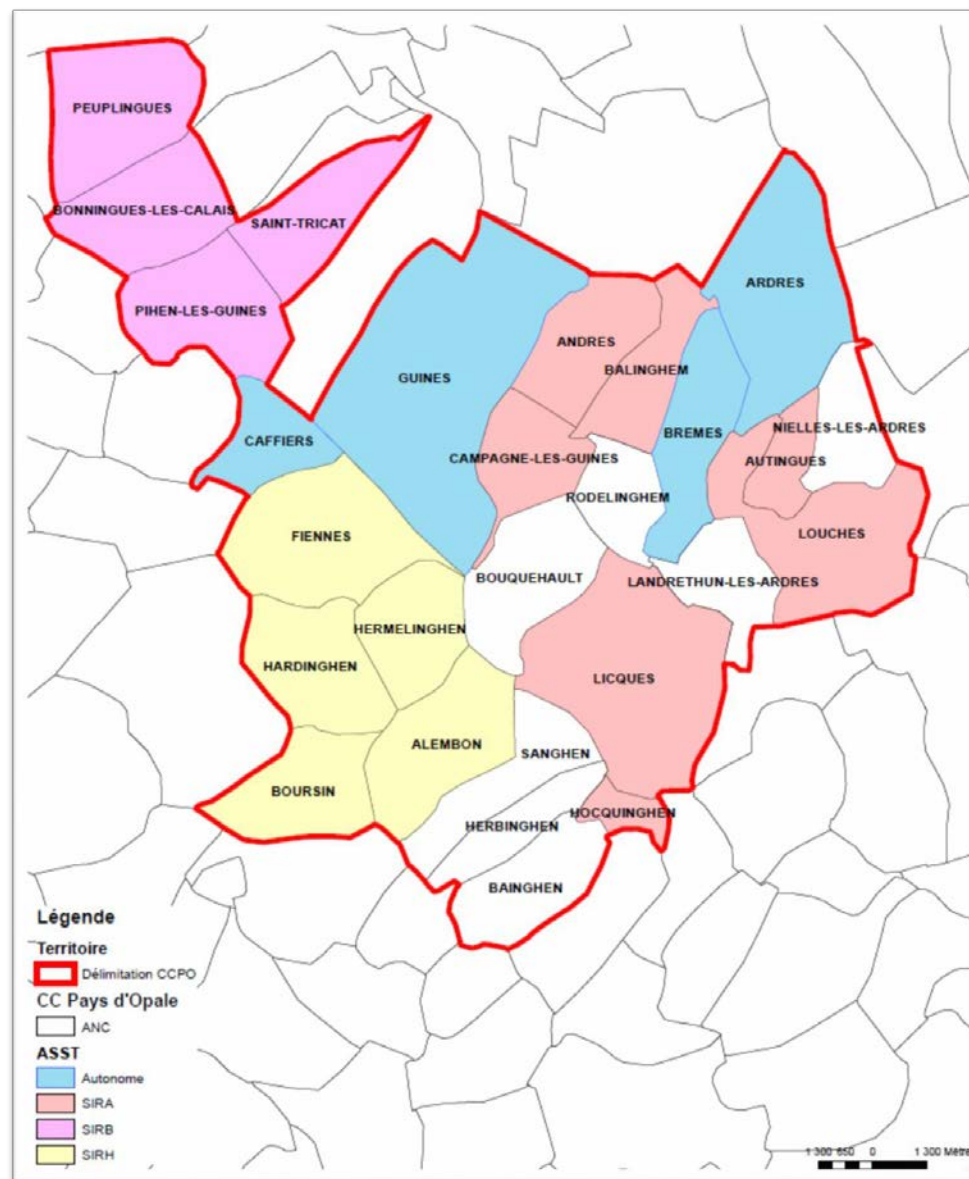 PEUPLINGUES
BONNINGUES-LES-CALAIS
SAINT-TRICAT
PIHEN-LES-GUINES
ARDRES
ANDRES
BALINGHEM
GUINES
NIELLES-LES-ARDRES
BREMES
CAFFIERS
CAMPAGNE-LES-GUINES
AUTINGUES
RODELINGHEM
LOUCHES
FIENNES
BOUQUEHAULT
LANDRETHUN-LES-ARDRES
HERMELINGHEN
HARDINGHEN
LICQUES
ALEMBON
SANGHEN
BOURSIN
HOCQUINGHEN
HERBINGHEN
BAINGHEN
Légende
Territoire
Délimitation CCPO
CC Pays d'Opale
ANC
ASST
Autonome
SIRA
SIRB
SIRH
1 300 650 0 1 300 Mètre